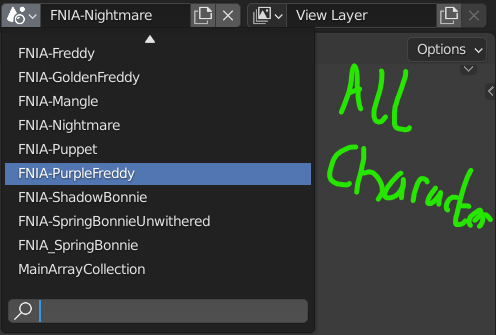 FNIA-Nightmare
View Layer
Options
FNIA-Freddy
FNIA-GoldenFreddy
FNIA-Mangle
FNIA-Nightmare
FNIA-Puppet
FNIA-PurpleFreddy
FNIA-ShadowBonnie
FNIA-SpringBonnieUnwithered
FNIA_SpringBonnie
MainArrayCollection
All
Character